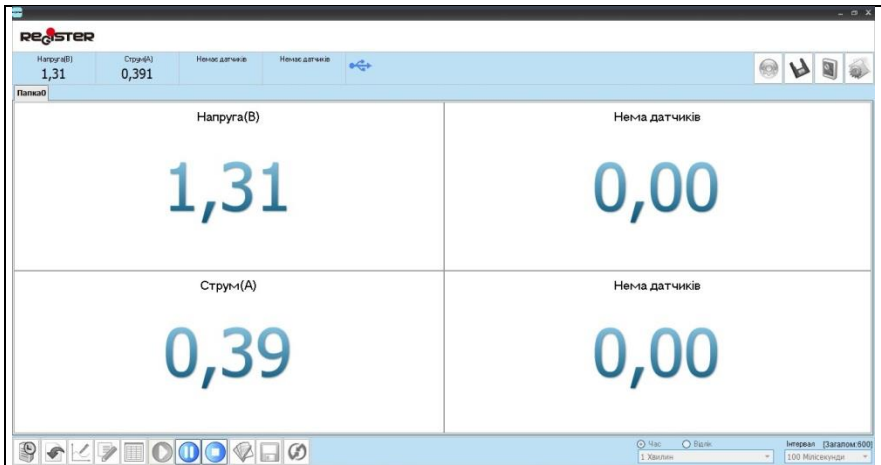 REGISTER
Напруга(В) Струм(А) Немає датчиків Немає датчиків
1,31 0,391
Папка0
Напруга(В) Нема датчиків
1,31 0,00
Струм(А) Нема датчиків
0,39 0,00
Час Відлік Інтервал [Загалом:600]
1 Хвилин 100 Мілісекунди